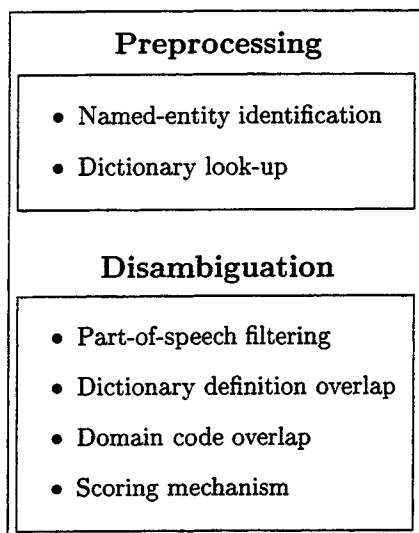 Preprocessing
• Named-entity identification
• Dictionary look-up
Disambiguation
• Part-of-speech filtering
• Dictionary definition overlap
• Domain code overlap
• Scoring mechanism